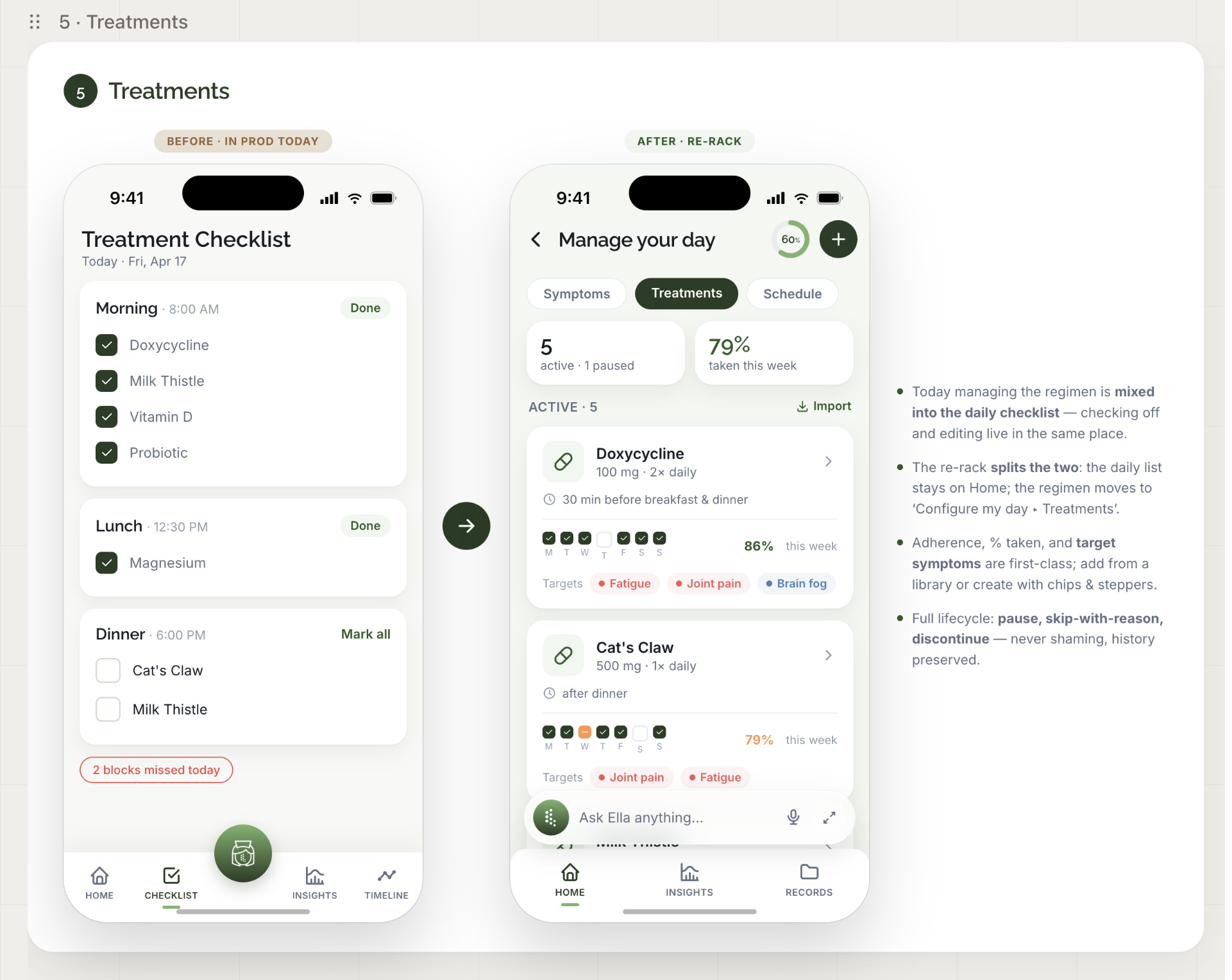 5 · Treatments
5
Treatments
BEFORE · IN PROD TODAY
9:41
Treatment Checklist
Today · Fri, Apr 17
Morning · 8:00 AM
Done
Doxycycline
Milk Thistle
Vitamin D
Probiotic
Lunch · 12:30 PM
Done
Magnesium
Dinner · 6:00 PM
Mark all
Cat's Claw
Milk Thistle
2 blocks missed today
HOME
CHECKLIST
INSIGHTS
TIMELINE
AFTER · RE-RACK
9:41
Manage your day
60%
Symptoms
Treatments
Schedule
5
active · 1 paused
79%
taken this week
ACTIVE · 5
Import
Doxycycline
100 mg · 2× daily
30 min before breakfast & dinner
M T W T F S S
86% this week
Targets
Fatigue
Joint pain
Brain fog
Cat's Claw
500 mg · 1× daily
after dinner
M T W T F S S
79% this week
Targets
Joint pain
Fatigue
Ask Ella anything...
Milk Thistle
HOME
INSIGHTS
RECORDS
Today managing the regimen is mixed
into the daily checklist — checking off
and editing live in the same place.
The re-rack splits the two: the daily list
stays on Home; the regimen moves to
‘Configure my day ‣ Treatments’.
Adherence, % taken, and target
symptoms are first-class; add from a
library or create with chips & steppers.
Full lifecycle: pause, skip-with-reason,
discontinue — never shaming, history
preserved.